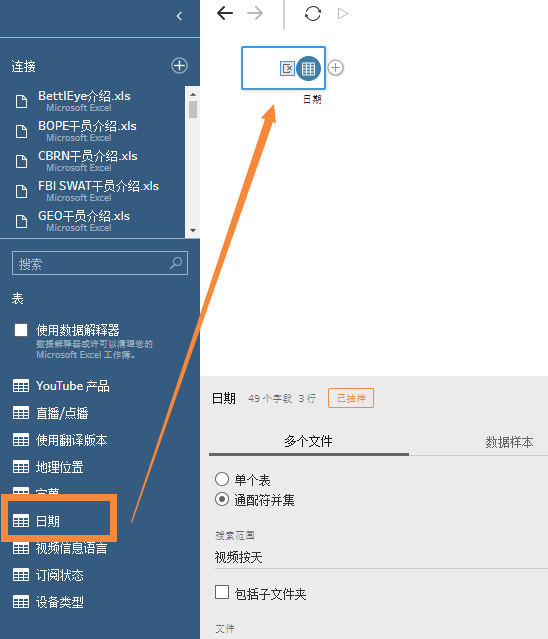 连接
BettlEye介绍.xls
Microsoft Excel
BOPE干员介绍.xls
Microsoft Excel
CBRN干员介绍.xls
Microsoft Excel
FBI SWAT干员介绍.xls
Microsoft Excel
GEO干员介绍.xls
Microsoft Excel
搜索
表
使用数据解释器
数据解释器或许可以清理您的
Microsoft Excel 工作簿。
YouTube 产品
直播/点播
使用翻译版本
地理位置
字幕
日期
视频信息语言
订阅状态
设备类型
日期
日期 49 个字段 3 行 已抽样
多个文件 数据样本
单个表
通配符并集
搜索范围
视频按天
包括子文件夹
文件